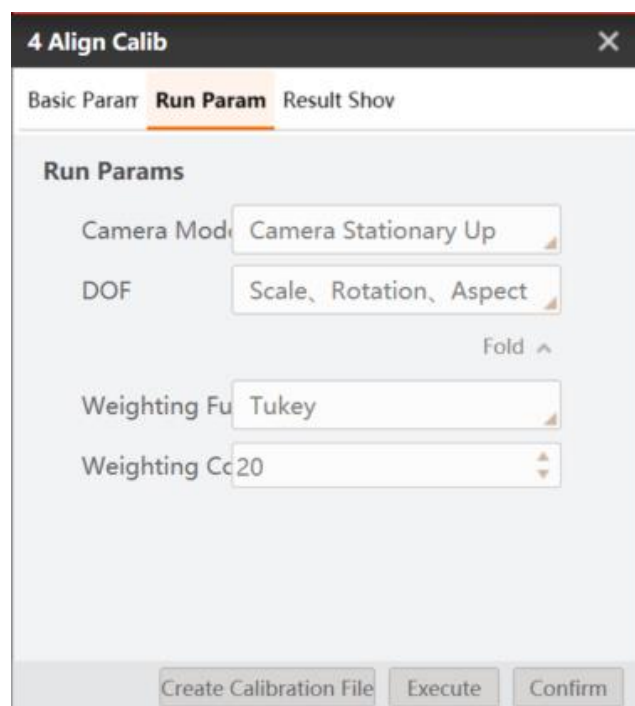 4 Align Calib
Basic Param Run Param Result Shov
Run Params
Camera Mod Camera Stationary Up
DOF Scale、Rotation、Aspect
Fold
Weighting Fu Tukey
Weighting Cc 20
Create Calibration File Execute Confirm